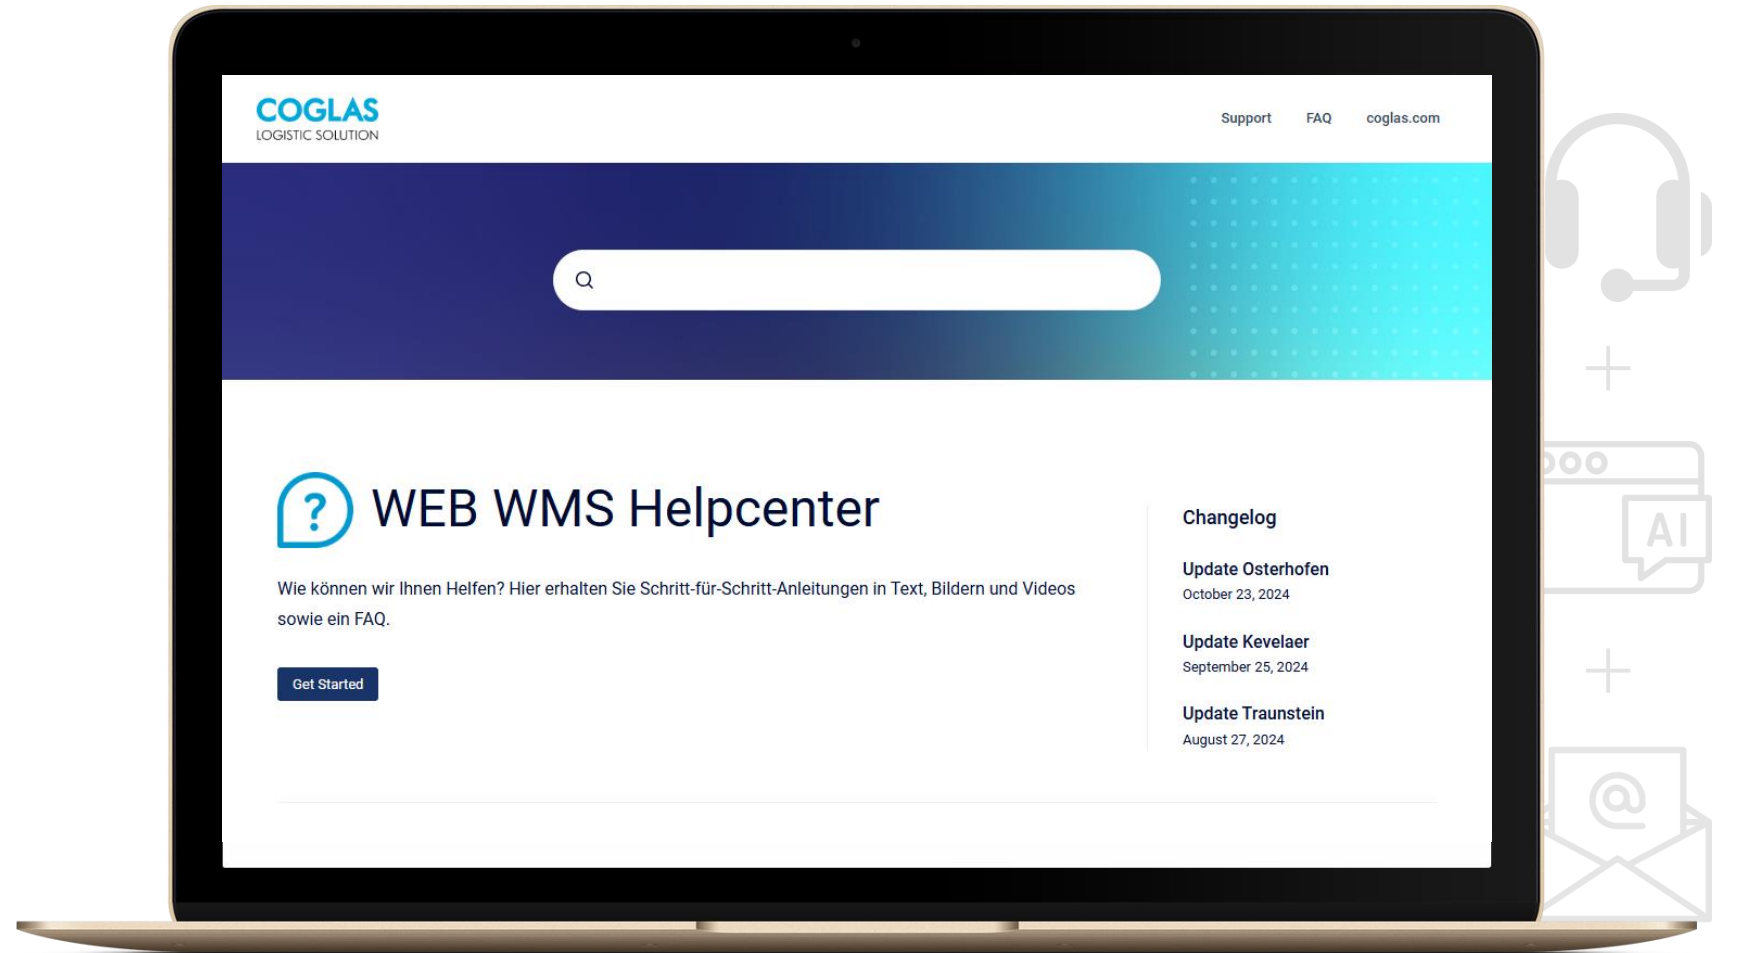 COGLAS
LOGISTIC SOLUTION
Support
FAQ
coglas.com
?
WEB WMS Helpcenter
Wie können wir Ihnen Helfen? Hier erhalten Sie Schritt-für-Schritt-Anleitungen in Text, Bildern und Videos
sowie ein FAQ.
Get Started
Changelog
Update Osterhofen
October 23, 2024
Update Kevelaer
September 25, 2024
Update Traunstein
August 27, 2024
AI
@